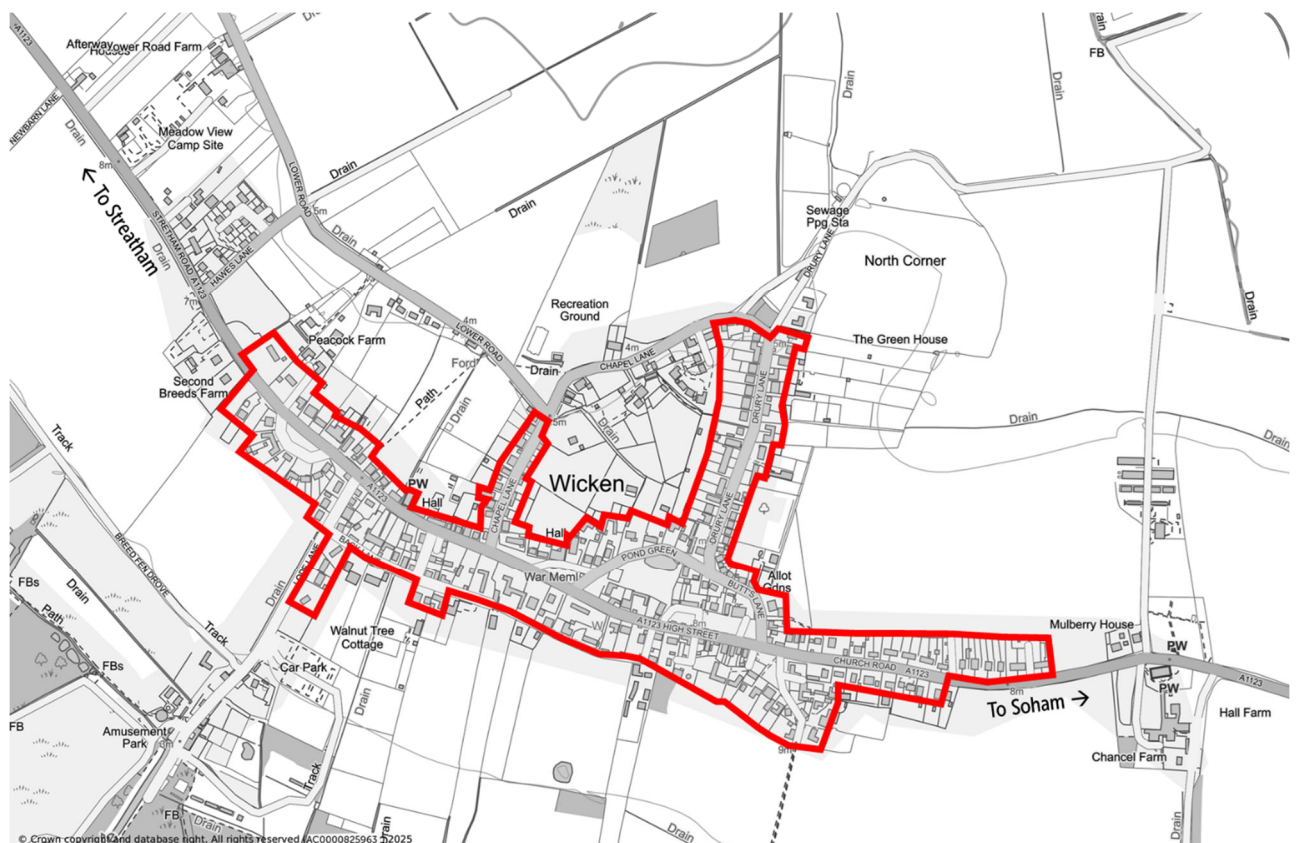 A1123
Afterway
Houses
Lower Road Farm
Drain
Drain
FB
Drain
NEWBARN LANE
Drain
Meadow View
Camp Site
8m
← To Streatham
LOWER ROAD
Drain
5m
Drain
Drain
STRETHAM ROAD A1123
Drain
HAWES LANE
7m
Sewage
Ppg Sta
DRURY LANE
North Corner
Drain
Recreation
Ground
4m
LOWER ROAD
Peacock Farm
Ford
Second
Breeds Farm
Drain
CHAPEL LANE
4m
5m
The Green House
DRURY LANE
Path
Drain
5m
Drain
Drain
Drain
Track
PW
Hall
Wicken
A1123
CHAPEL LANE
Hall
DRURY LANE
POND GREEN
BREED FEN DROVE
War Meml
BUTTS LANE
Allot
Gdns
FBs
Drain
Path
Drain
Walnut Tree
Cottage
A1123 HIGH STREET
8m
Mulberry House
CHURCH ROAD A1123
PW
Track
Car Park
FBs
Drain
8m
To Soham →
PW
A1123
Hall Farm
FB
Amusement
Park
9m
Chancel Farm
Track
FB
Drain
Drain
© Crown copyright and database right. All rights reserved (AC0000825963) 2025